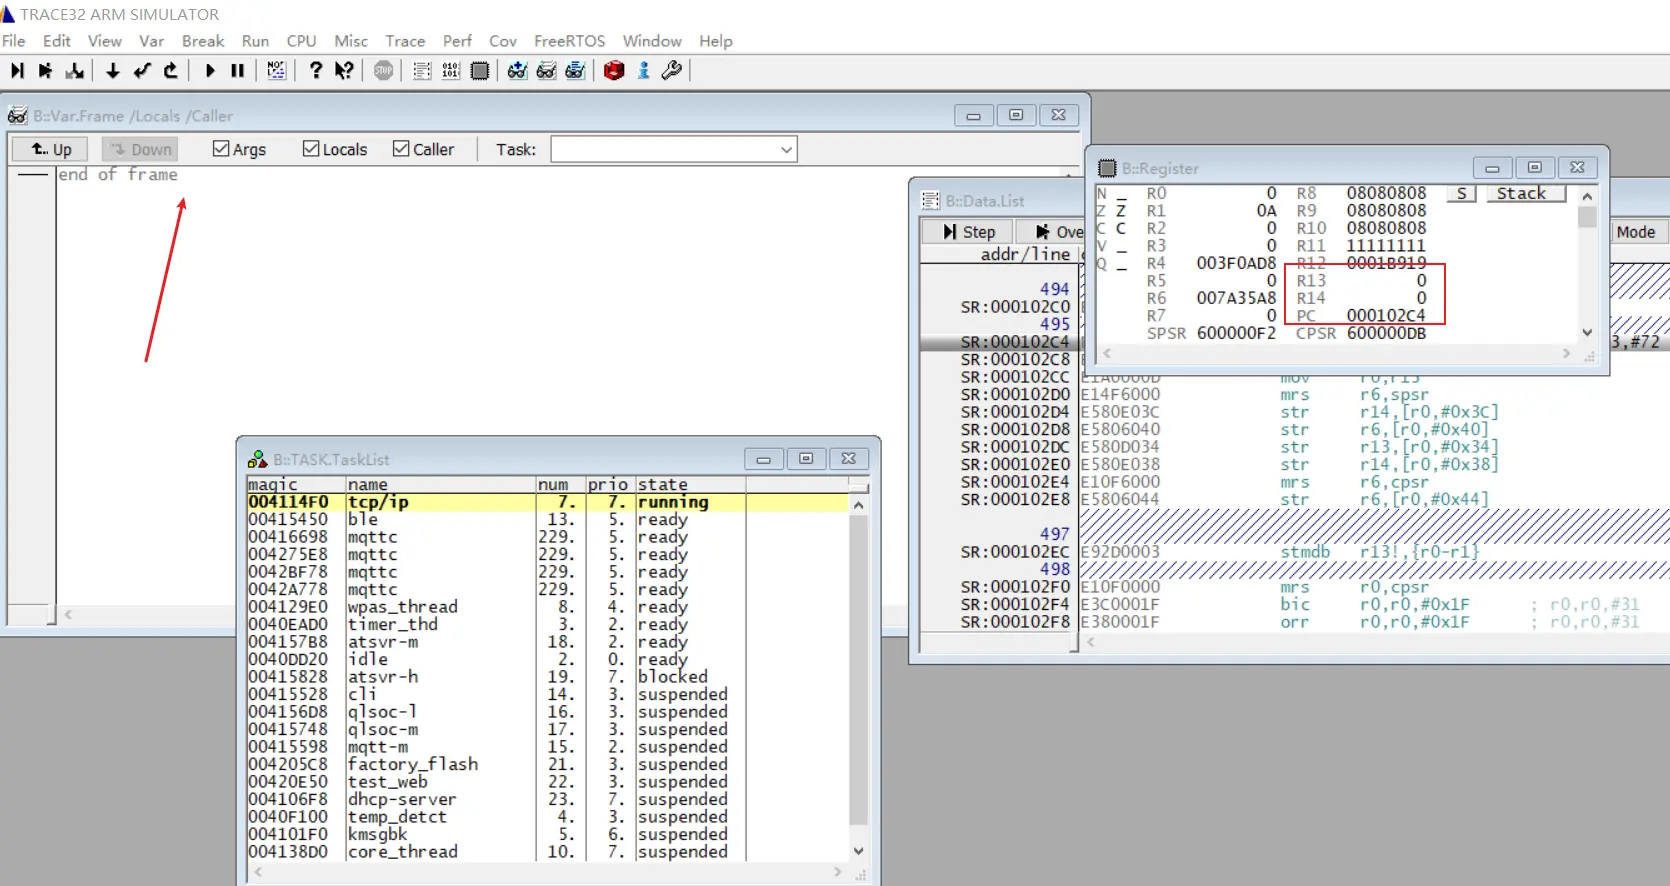 TRACE32 ARM SIMULATOR
File Edit View Var Break Run CPU Misc Trace Perf Cov FreeRTOS Window Help
B::Var.Frame /Locals /Caller
Up Down Args Locals Caller Task:
end of frame
B::Register
N _ R0 0 R8 08080808 S Stack
Z Z R1 0A R9 08080808
C C R2 0 R10 08080808
V _ R3 0 R11 11111111
Q _ R4 003F0AD8 R12 0001B919
R5 0 R13 0
R6 007A35A8 R14 0
R7 0 PC 000102C4
SPSR 600000F2 CPSR 600000DB
B::Data.List
Step Ove Mode
addr/line
494
SR:000102C0
495
SR:000102C4 3,#72
SR:000102C8
SR:000102CC E1A0000D mov r0,r13
SR:000102D0 E14F6000 mrs r6,spsr
SR:000102D4 E580E03C str r14,[r0,#0x3C]
SR:000102D8 E5806040 str r6,[r0,#0x40]
SR:000102DC E580D034 str r13,[r0,#0x34]
SR:000102E0 E580E038 str r14,[r0,#0x38]
SR:000102E4 E10F6000 mrs r6,cpsr
SR:000102E8 E5806044 str r6,[r0,#0x44]
497
SR:000102EC E92D0003 stmdb r13!,{r0-r1}
498
SR:000102F0 E10F0000 mrs r0,cpsr
SR:000102F4 E3C0001F bic r0,r0,#0x1F ; r0,r0,#31
SR:000102F8 E380001F orr r0,r0,#0x1F ; r0,r0,#31
B::TASK.TaskList
magic name num prio state
004114F0 tcp/ip 7. 7. running
00415450 ble 13. 5. ready
00416698 mqttc 229. 5. ready
004275E8 mqttc 229. 5. ready
0042BF78 mqttc 229. 5. ready
0042A778 mqttc 229. 5. ready
004129E0 wpas_thread 8. 4. ready
0040EAD0 timer_thd 3. 2. ready
004157B8 atsvr-m 18. 2. ready
0040DD20 idle 2. 0. ready
00415828 atsvr-h 19. 7. blocked
00415528 cli 14. 3. suspended
004156D8 qlsoc-l 16. 3. suspended
00415748 qlsoc-m 17. 3. suspended
00415598 mqtt-m 15. 2. suspended
004205C8 factory_flash 21. 3. suspended
00420E50 test_web 22. 3. suspended
004106F8 dhcp-server 23. 7. suspended
0040F100 temp_detct 4. 3. suspended
004101F0 kmsgbk 5. 6. suspended
004138D0 core_thread 10. 7. suspended